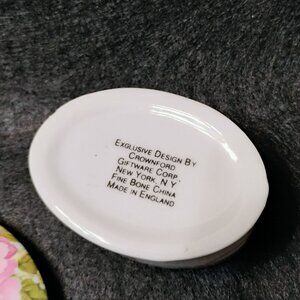 EXCLUSIVE DESIGN BY
CROWNFORD
GIFTWARE CORP.
NEW YORK, N.Y
FINE BONE CHINA
MADE IN ENGLAND